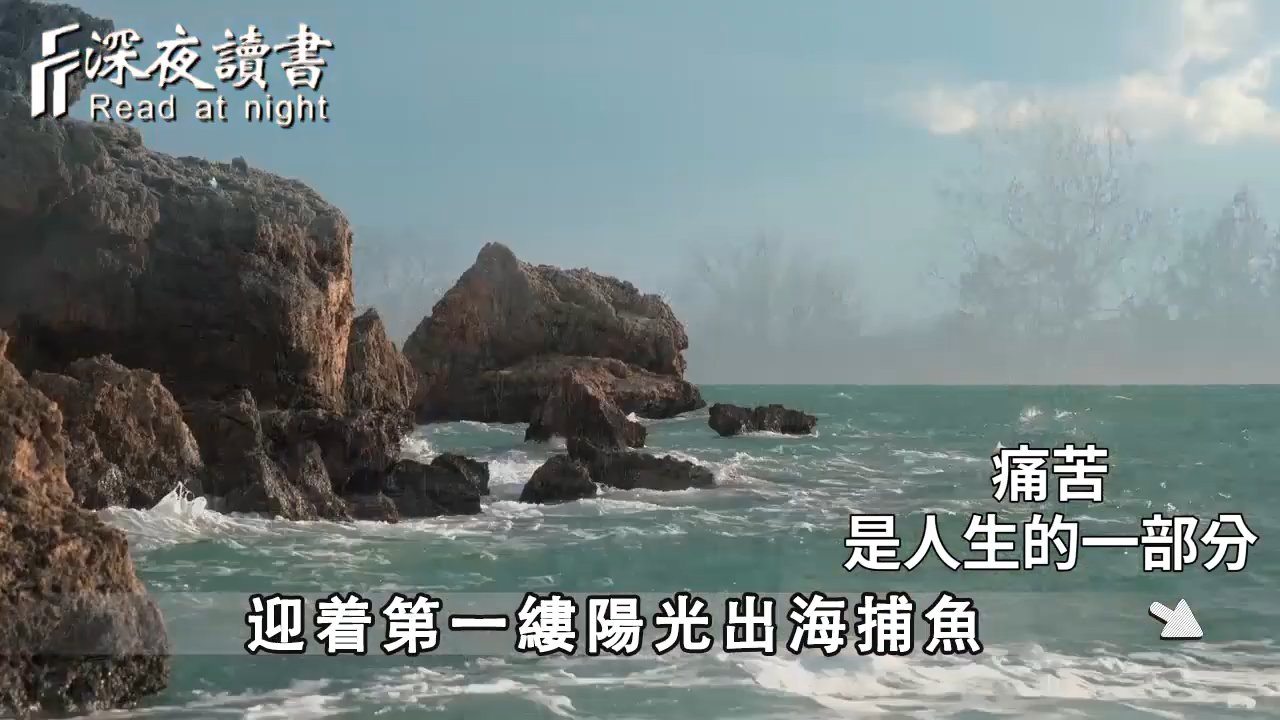 深夜讀書
Read at night
痛苦
是人生的一部分
迎着第一縷陽光出海捕魚